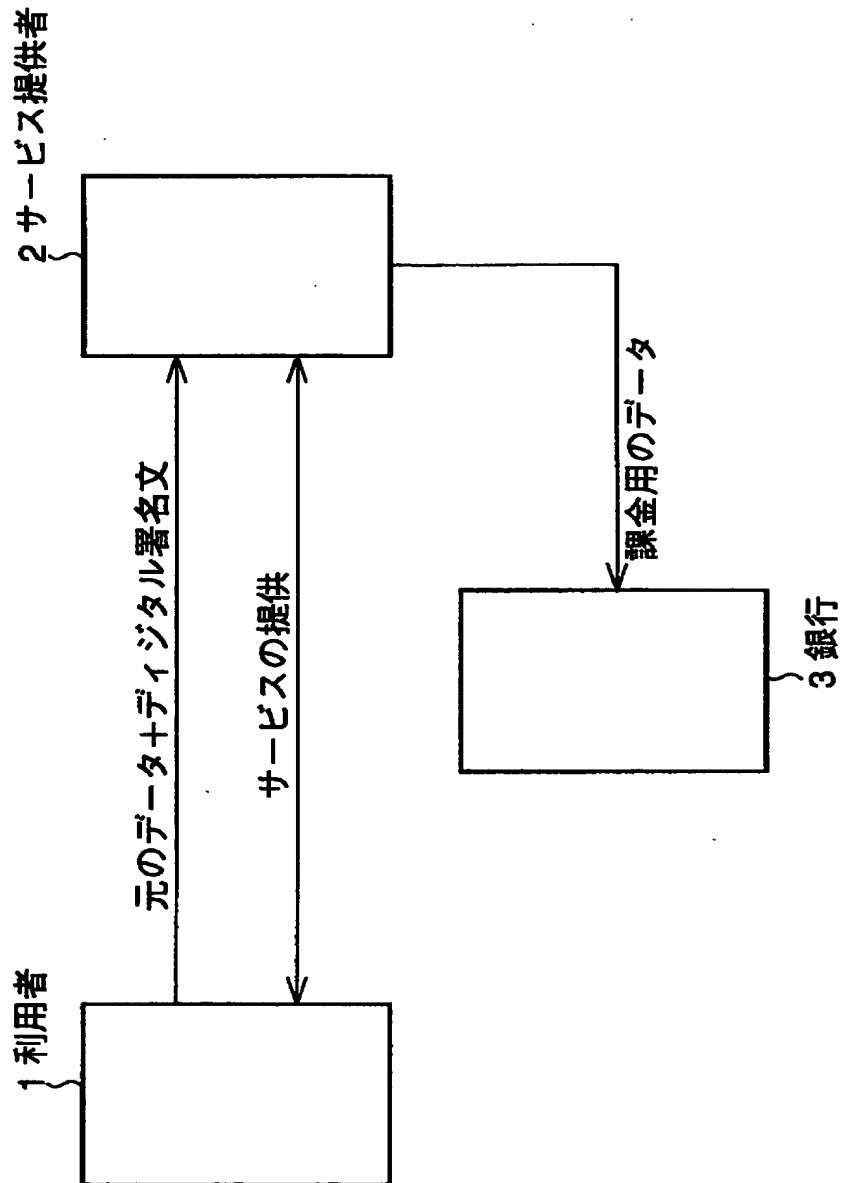 1 利用者
2 サービス提供者
元のデータ+ディジタル署名文
サービスの提供
課金用のデータ
3 銀行